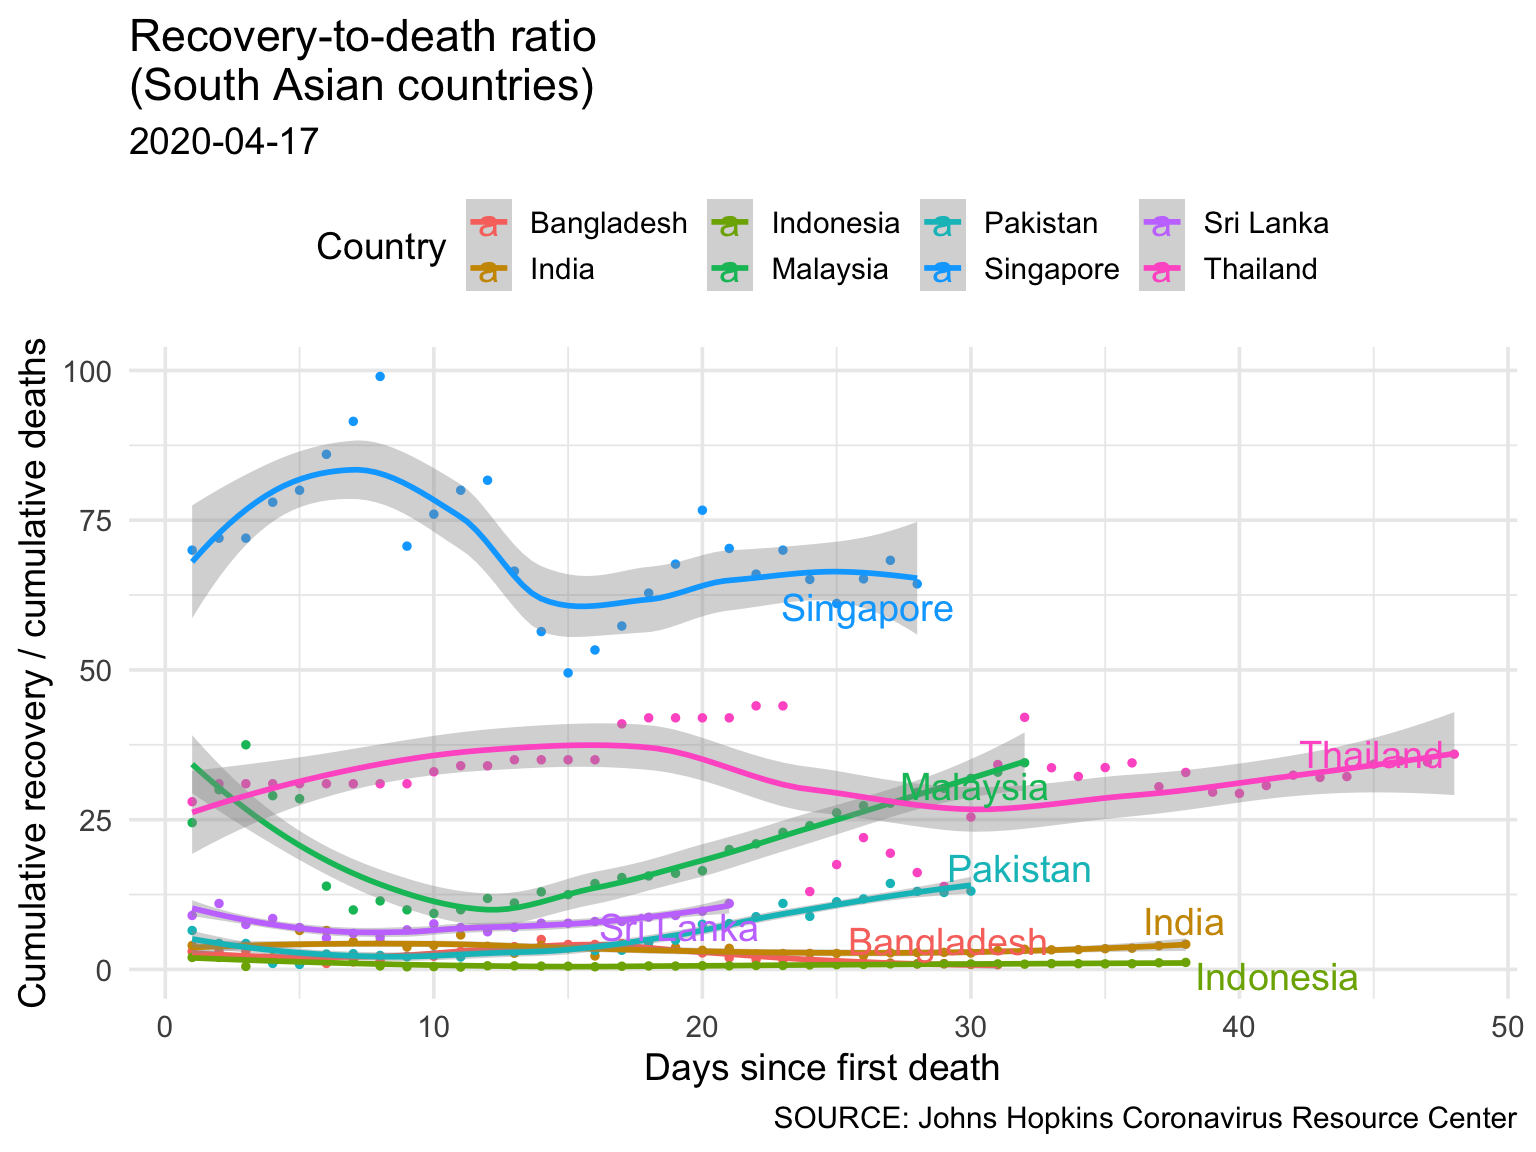 Recovery-to-death ratio
(South Asian countries)
2020-04-17
Country
a Bangladesh a Indonesia a Pakistan a Sri Lanka
a India a Malaysia a Singapore a Thailand
Cumulative recovery / cumulative deaths
100
75
50
25
0
Singapore
Thailand
Malaysia
Pakistan
India
Sri Lanka
Bangladesh
Indonesia
0 10 20 30 40 50
Days since first death
SOURCE: Johns Hopkins Coronavirus Resource Center